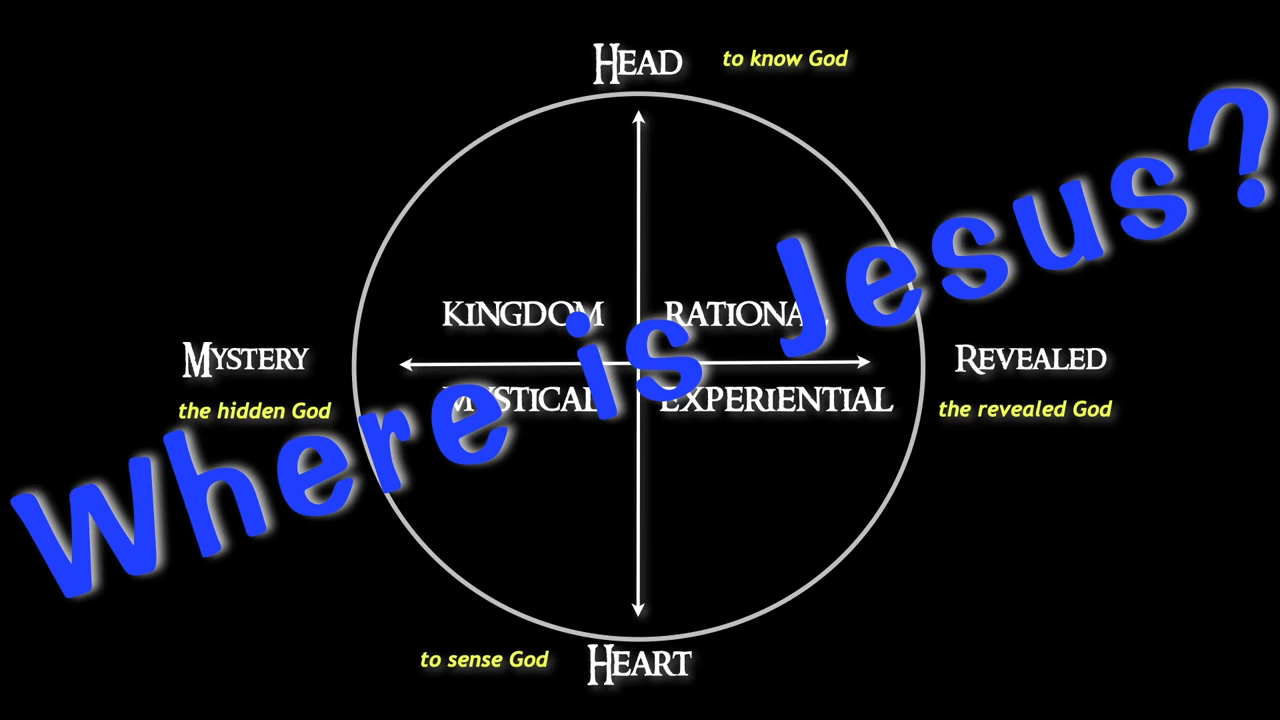 HEAD to know God
KINGDOM RATIONAL
MYSTERY REVEALED
MYSTICAL EXPERIENTIAL
the hidden God the revealed God
Where is Jesus?
to sense God HEART